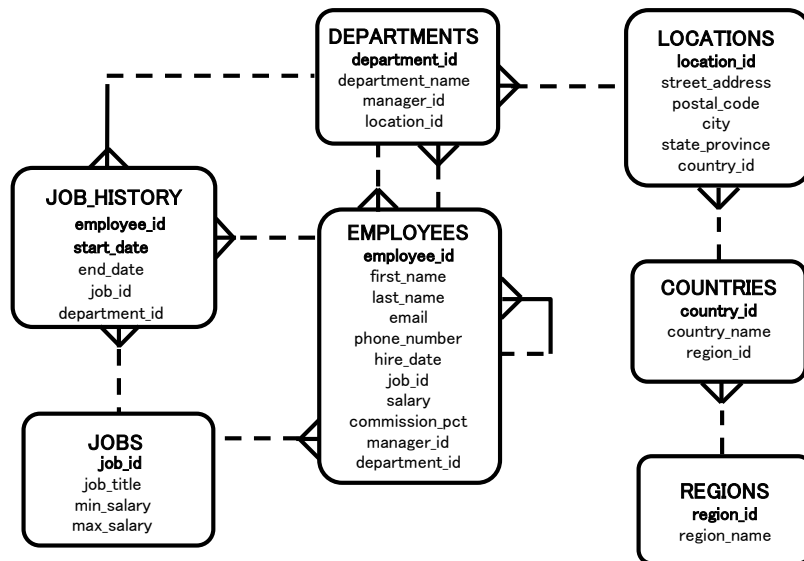 DEPARTMENTS
department_id
department_name
manager_id
location_id
LOCATIONS
location_id
street_address
postal_code
city
state_province
country_id
JOB_HISTORY
employee_id
start_date
end_date
job_id
department_id
EMPLOYEES
employee_id
first_name
last_name
email
phone_number
hire_date
job_id
salary
commission_pct
manager_id
department_id
COUNTRIES
country_id
country_name
region_id
JOBS
job_id
job_title
min_salary
max_salary
REGIONS
region_id
region_name